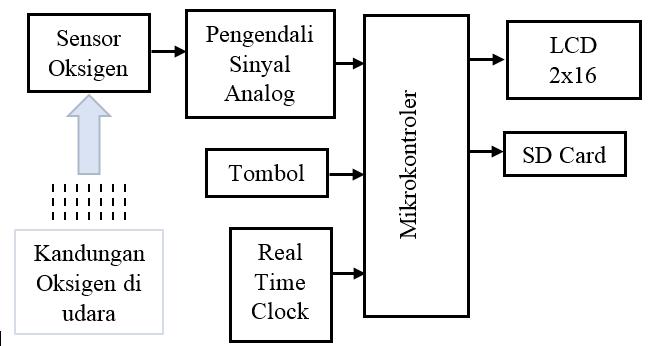 Sensor
Oksigen
Pengendali
Sinyal
Analog
Mikrokontroler
LCD
2x16
SD Card
Tombol
Real
Time
Clock
Kandungan
Oksigen di
udara